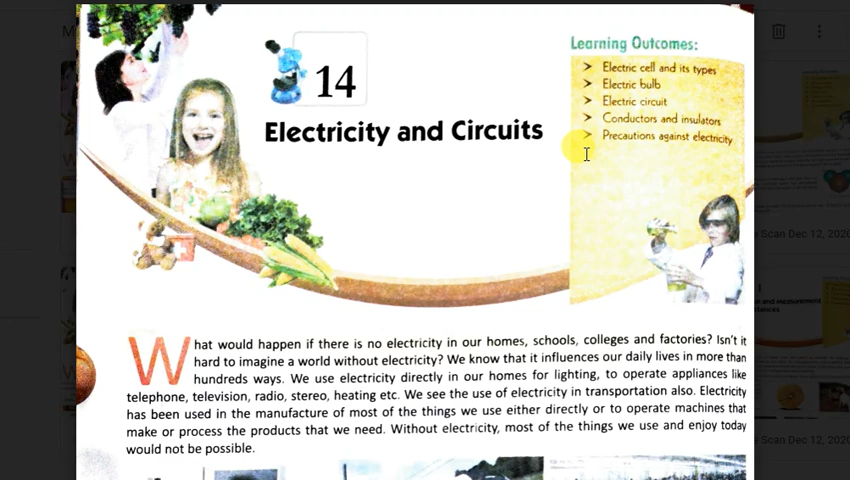 14
Electricity and Circuits
Learning Outcomes:
➤ Electric cell and its types
➤ Electric bulb
➤ Electric circuit
➤ Conductors and insulators
➤ Precautions against electricity
Scan Dec 12, 2020
What would happen if there is no electricity in our homes, schools, colleges and factories? Isn't it
hard to imagine a world without electricity? We know that it influences our daily lives in more than
hundreds ways. We use electricity directly in our homes for lighting, to operate appliances like
telephone, television, radio, stereo, heating etc. We see the use of electricity in transportation also. Electricity
has been used in the manufacture of most of the things we use either directly or to operate machines that
make or process the products that we need. Without electricity, most of the things we use and enjoy today
would not be possible.